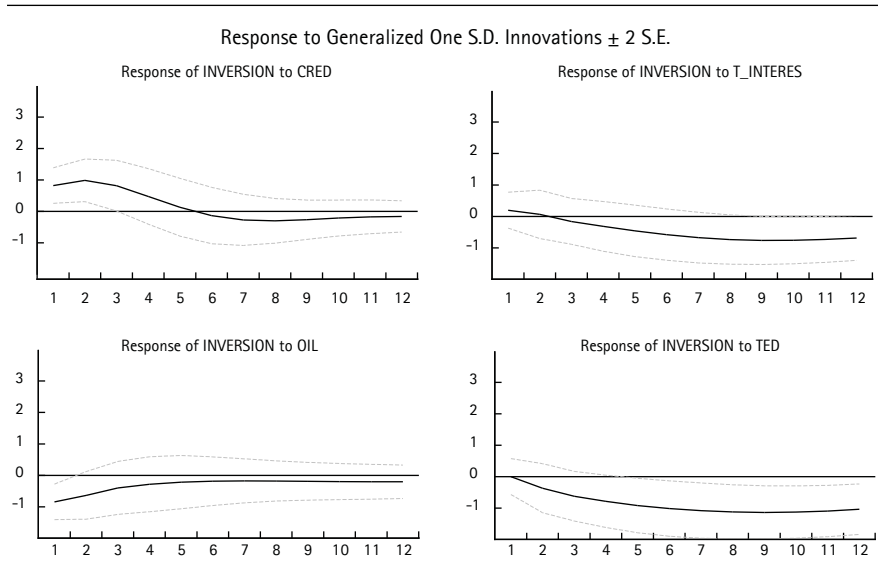 Response to Generalized One S.D. Innovations ± 2 S.E.
Response of INVERSION to CRED
3
2
1
0
-1
1 2 3 4 5 6 7 8 9 10 11 12
Response of INVERSION to T_INTERES
3
2
1
0
-1
1 2 3 4 5 6 7 8 9 10 11 12
Response of INVERSION to OIL
3
2
1
0
-1
1 2 3 4 5 6 7 8 9 10 11 12
Response of INVERSION to TED
3
2
1
0
-1
1 2 3 4 5 6 7 8 9 10 11 12